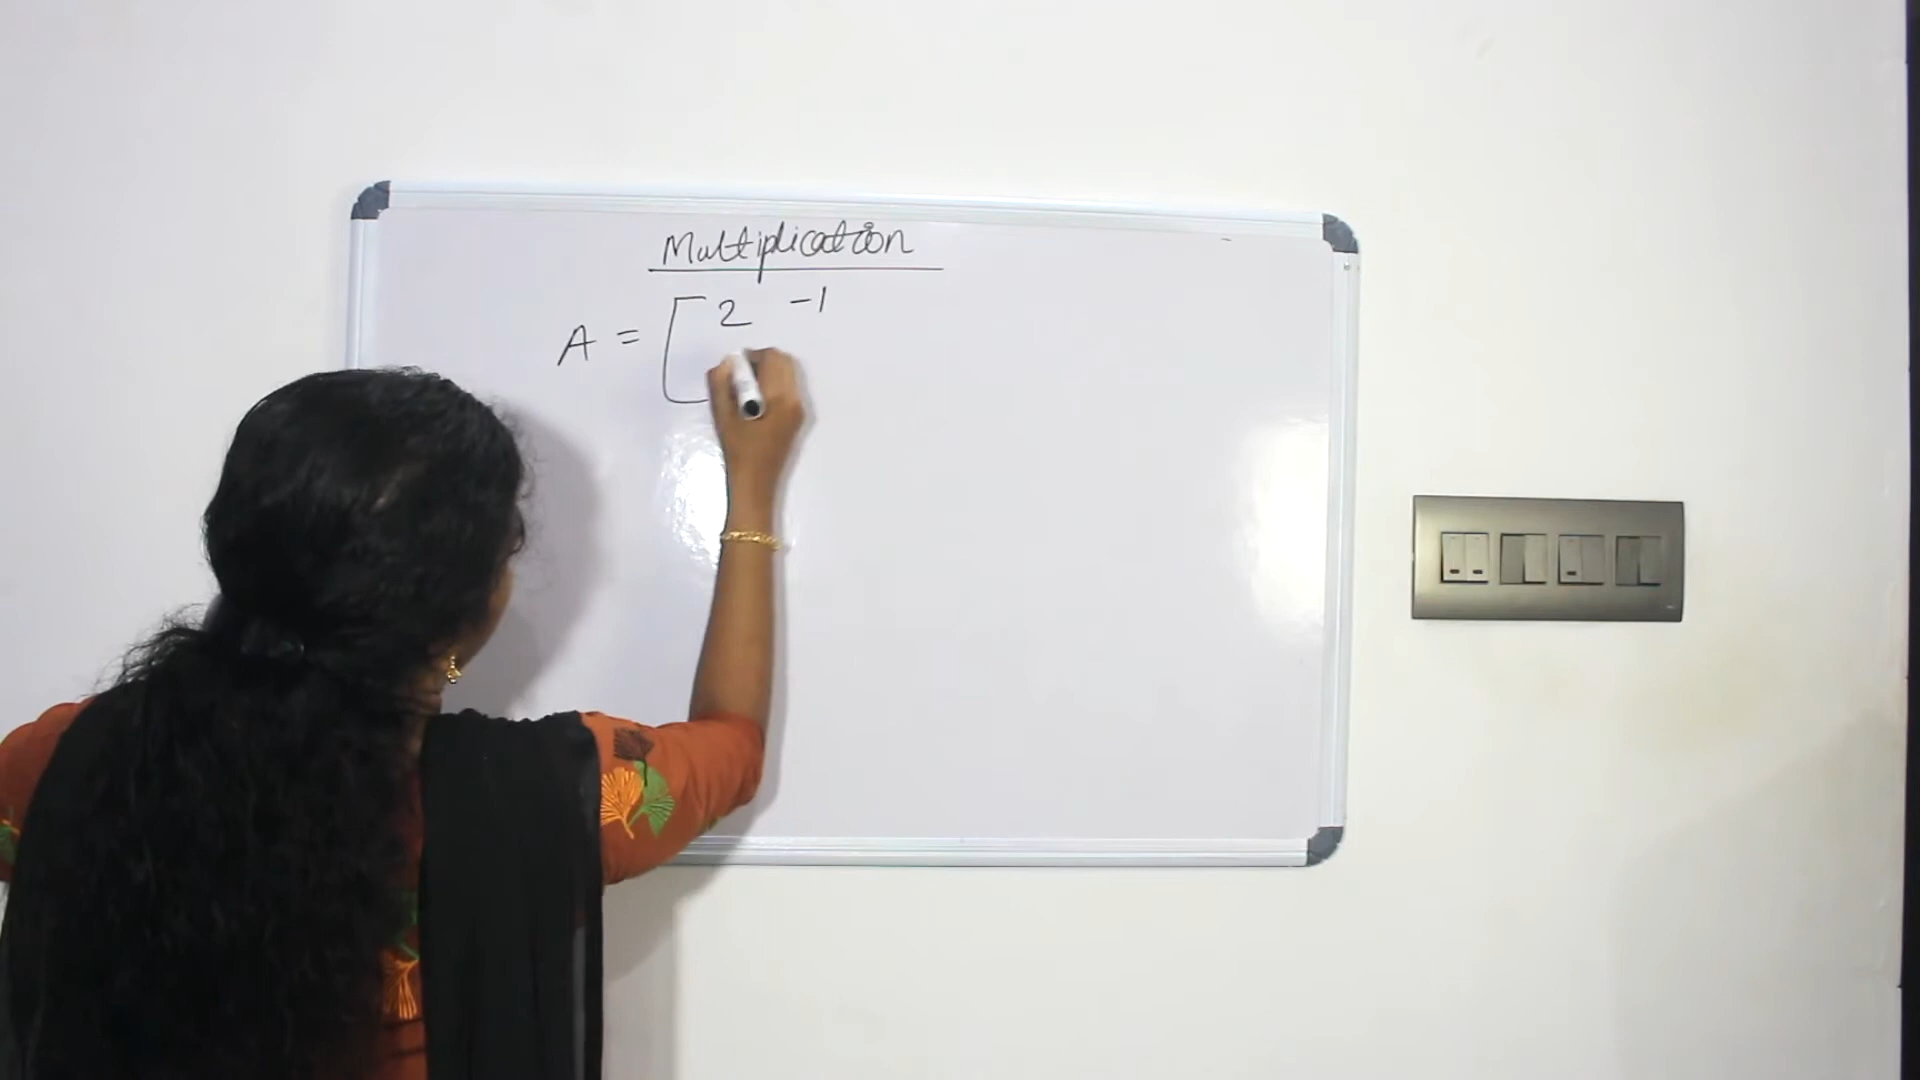 Multiplication
A = [ 2 -1